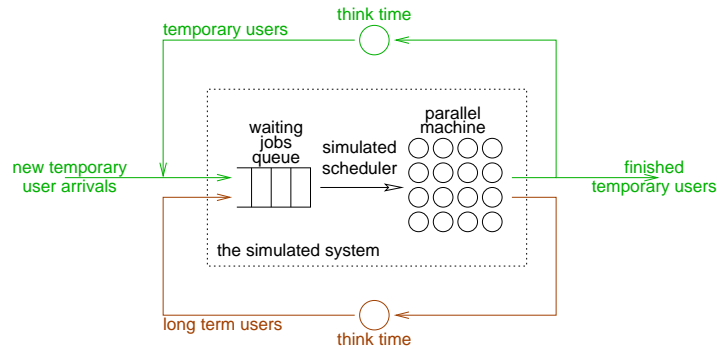 think time
temporary users
parallel
machine
waiting
jobs
queue
simulated
scheduler
new temporary
user arrivals
finished
temporary users
the simulated system
long term users
think time